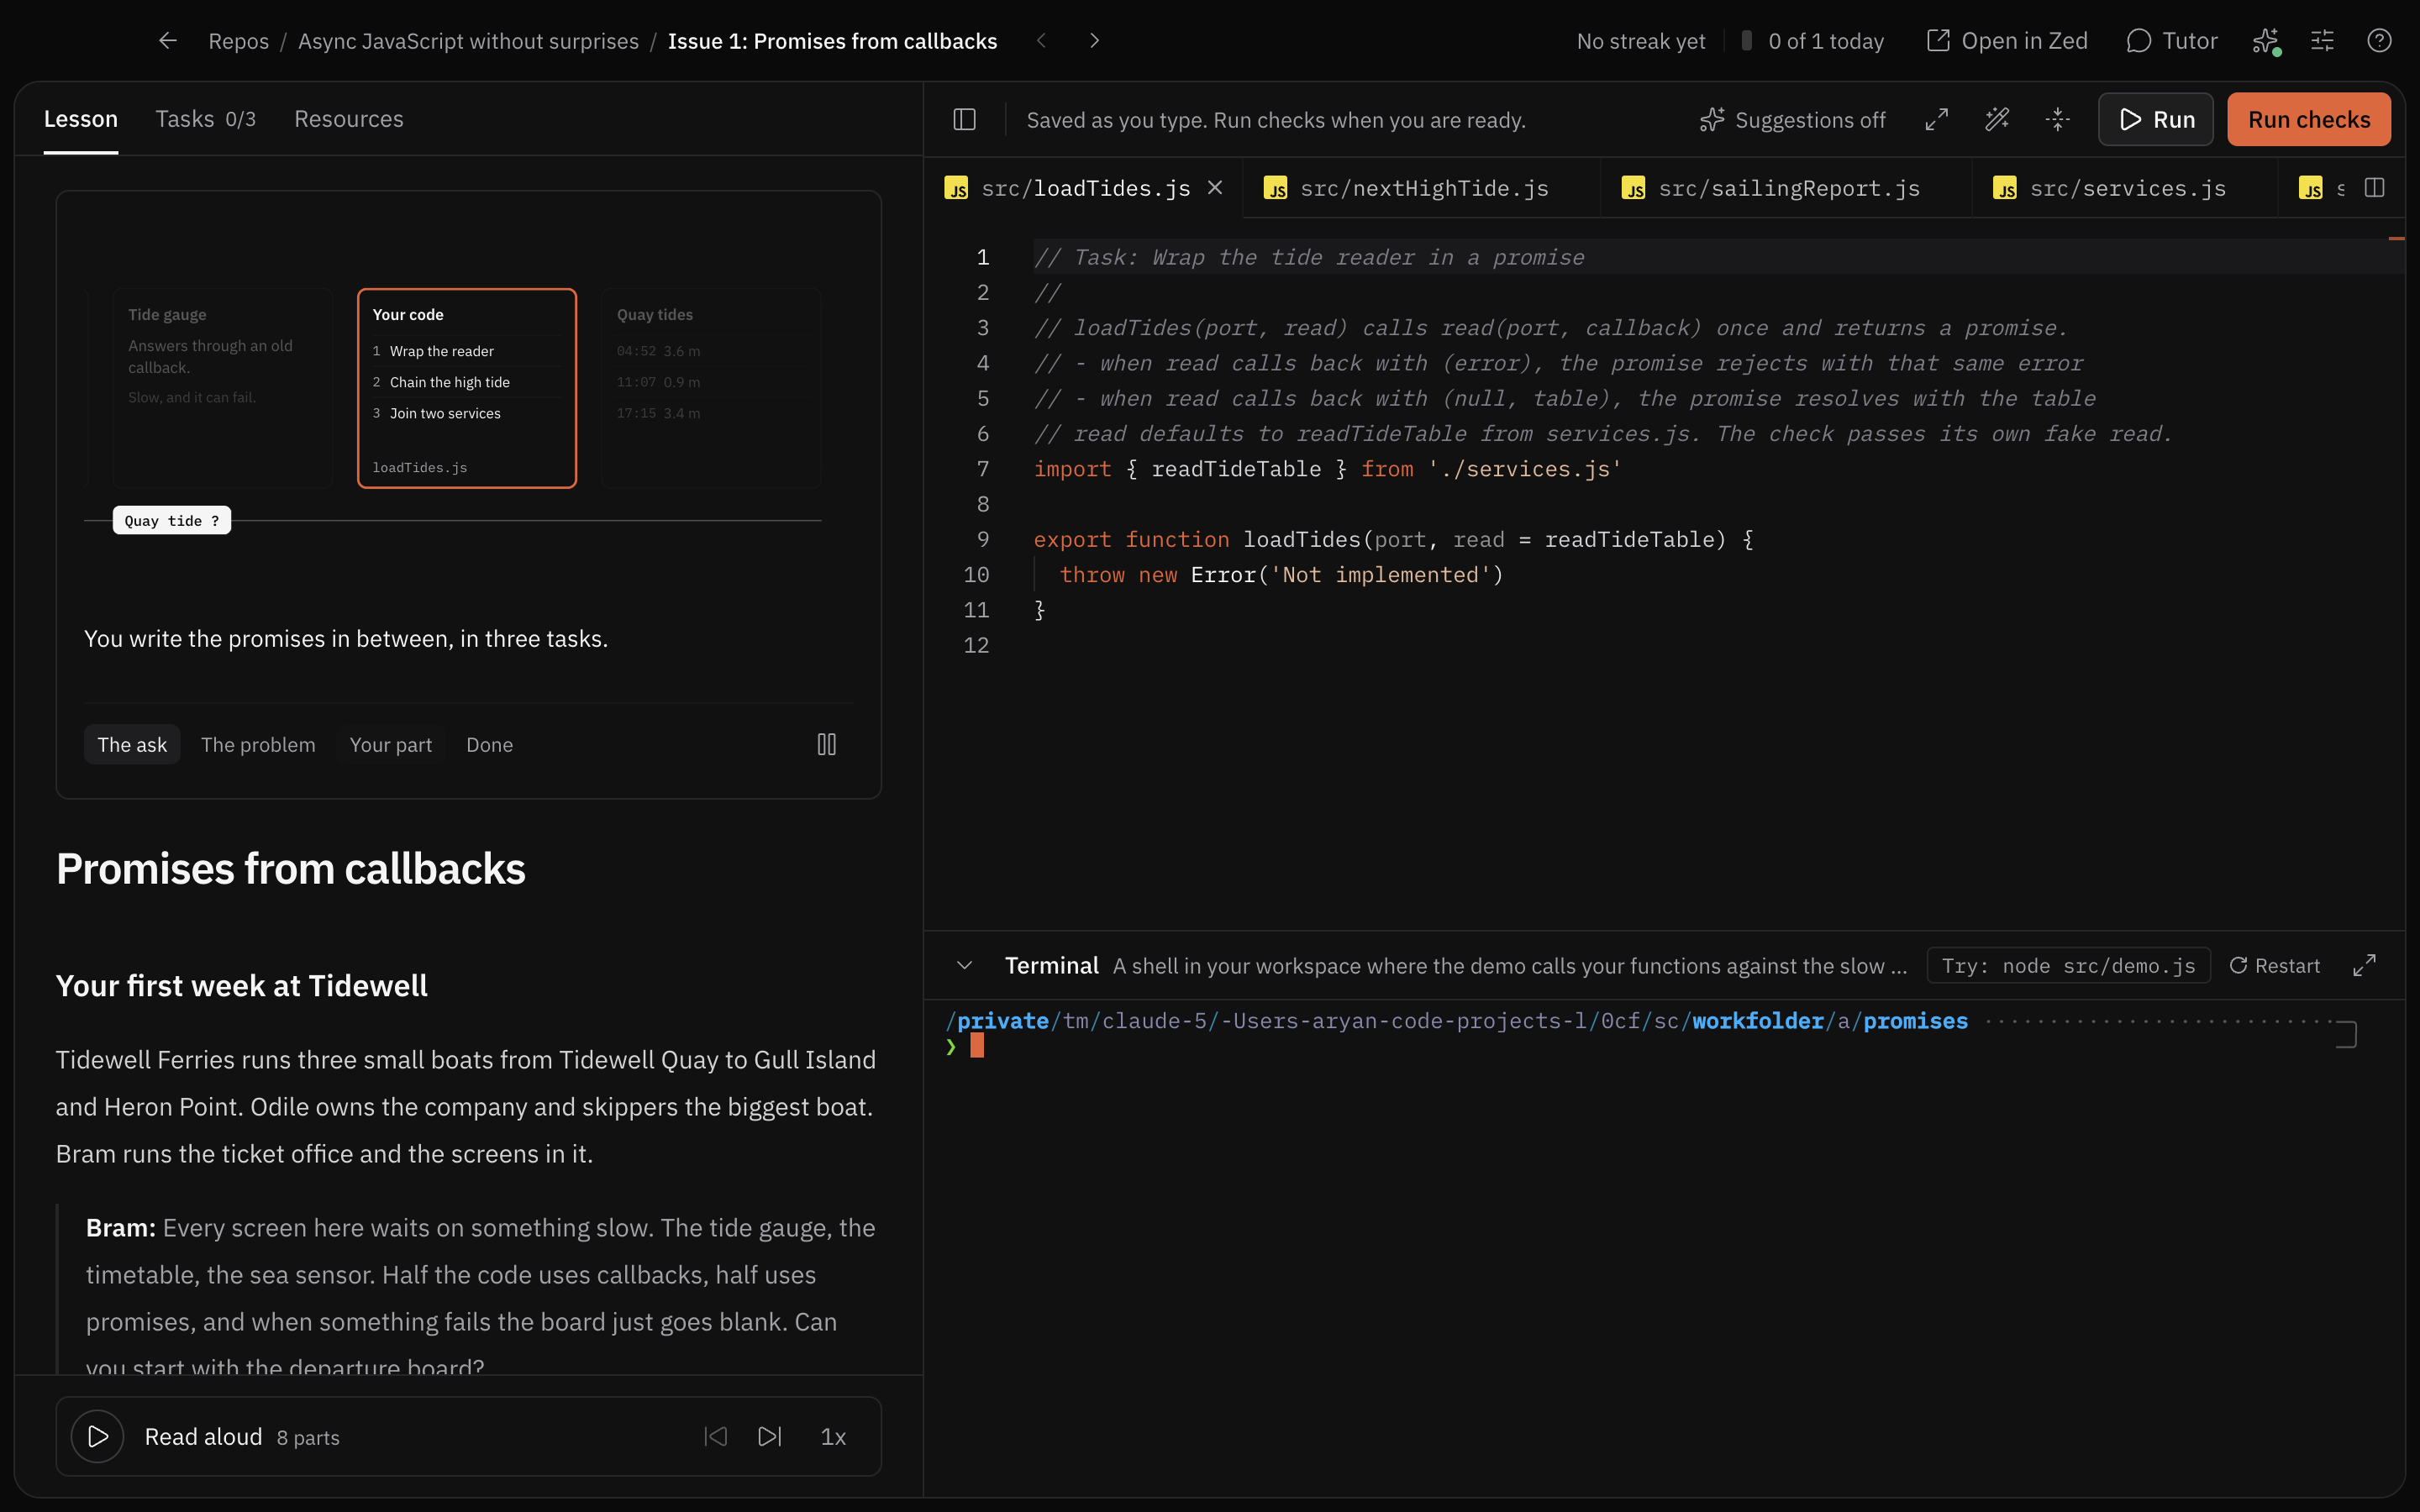 Repos / Async JavaScript without surprises / Issue 1: Promises from callbacks
No streak yet
0 of 1 today
Open in Zed
Tutor
Lesson
Tasks 0/3
Resources
Tide gauge
Answers through an old
callback.
Slow, and it can fail.
Your code
1 Wrap the reader
2 Chain the high tide
3 Join two services
loadTides.js
Quay tides
04:52 3.6 m
11:07 0.9 m
17:15 3.4 m
Quay tide ?
You write the promises in between, in three tasks.
The ask
The problem
Your part
Done
Promises from callbacks
Your first week at Tidewell
Tidewell Ferries runs three small boats from Tidewell Quay to Gull Island
and Heron Point. Odile owns the company and skippers the biggest boat.
Bram runs the ticket office and the screens in it.
Bram: Every screen here waits on something slow. The tide gauge, the
timetable, the sea sensor. Half the code uses callbacks, half uses
promises, and when something fails the board just goes blank. Can
you start with the departure board?
Read aloud 8 parts
1x
Saved as you type. Run checks when you are ready.
Suggestions off
Run
Run checks
JS src/loadTides.js
JS src/nextHighTide.js
JS src/sailingReport.js
JS src/services.js
JS s
1 // Task: Wrap the tide reader in a promise
2 //
3 // loadTides(port, read) calls read(port, callback) once and returns a promise.
4 // - when read calls back with (error), the promise rejects with that same error
5 // - when read calls back with (null, table), the promise resolves with the table
6 // read defaults to readTideTable from services.js. The check passes its own fake read.
7 import { readTideTable } from './services.js'
8
9 export function loadTides(port, read = readTideTable) {
10 throw new Error('Not implemented')
11 }
12
Terminal A shell in your workspace where the demo calls your functions against the slow ...
Try: node src/demo.js
Restart
/private/tm/claude-5/-Users-aryan-code-projects-l/0cf/sc/workfolder/a/promises
❯